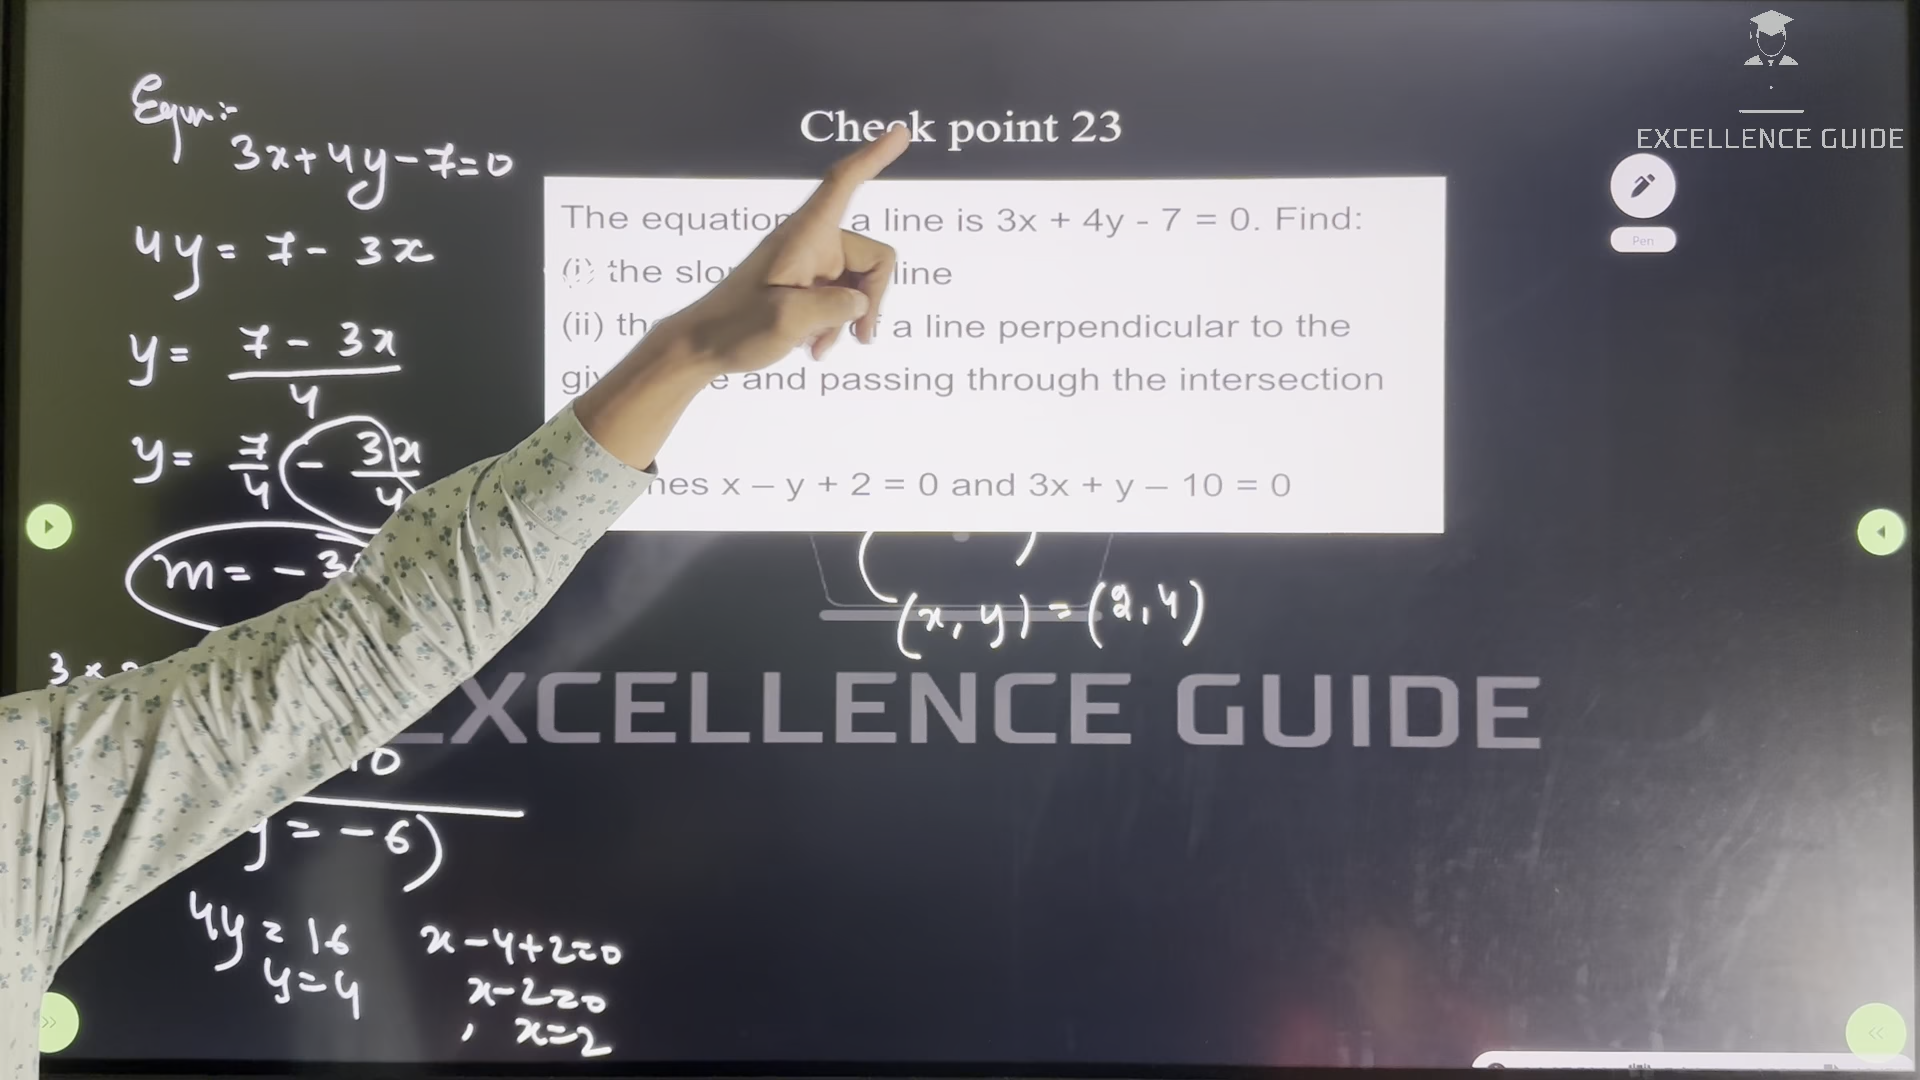 EXCELLENCE GUIDE
Check point 23
Pen
The equation a line is 3x + 4y - 7 = 0. Find:
(i) the line
(ii) of a line perpendicular to the
and passing through the intersection
x – y + 2 = 0 and 3x + y – 10 = 0
Eqn:-
3x+4y-7=0
4y= 7- 3x
y= 7-3x/4
y= 7/4 - 3x/4
m= - 3
(x, y) = (2,4)
EXCELLENCE GUIDE
y = -6)
4y = 16
y=4
x-4+2=0
x-2=0
, x=2